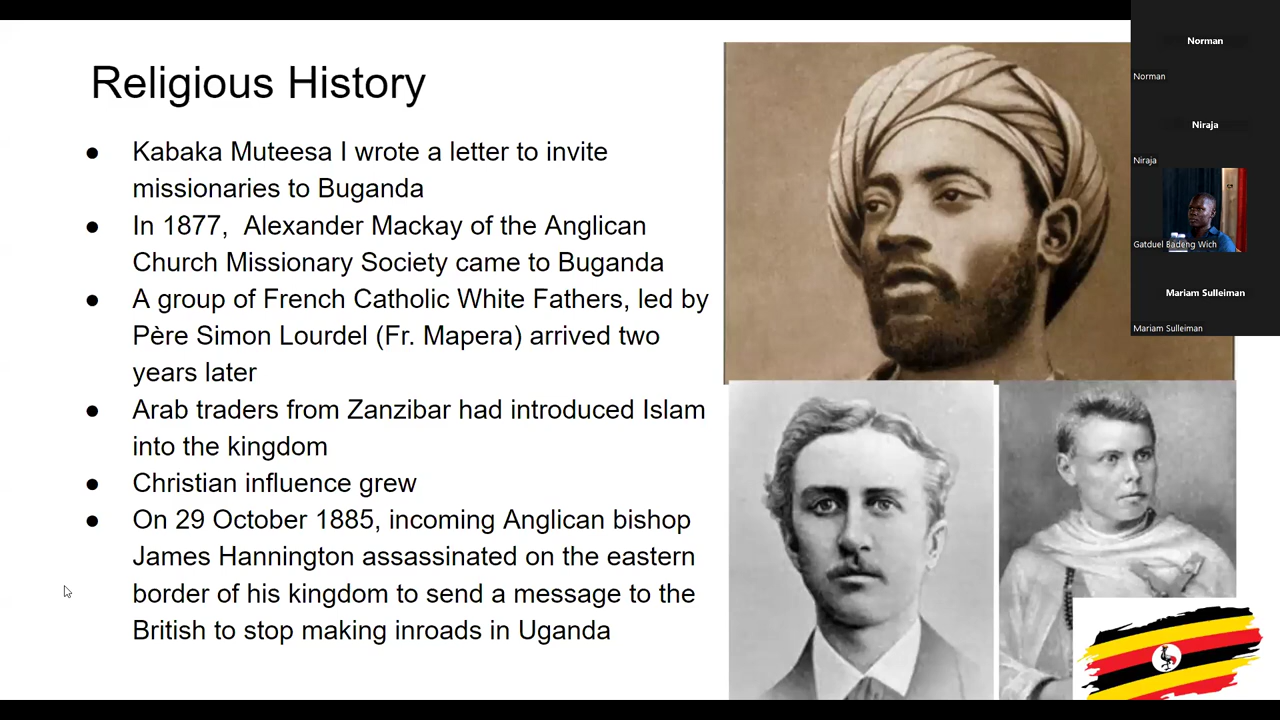 Religious History
● Kabaka Muteesa I wrote a letter to invite
missionaries to Buganda
● In 1877,  Alexander Mackay of the Anglican
Church Missionary Society came to Buganda
● A group of French Catholic White Fathers, led by
Père Simon Lourdel (Fr. Mapera) arrived two
years later
● Arab traders from Zanzibar had introduced Islam
into the kingdom
● Christian influence grew
● On 29 October 1885, incoming Anglican bishop
James Hannington assassinated on the eastern
border of his kingdom to send a message to the
British to stop making inroads in Uganda
Norman
Norman
Niraja
Niraja
Gatduel Badeng Wich
Mariam Sulleiman
Mariam Sulleiman